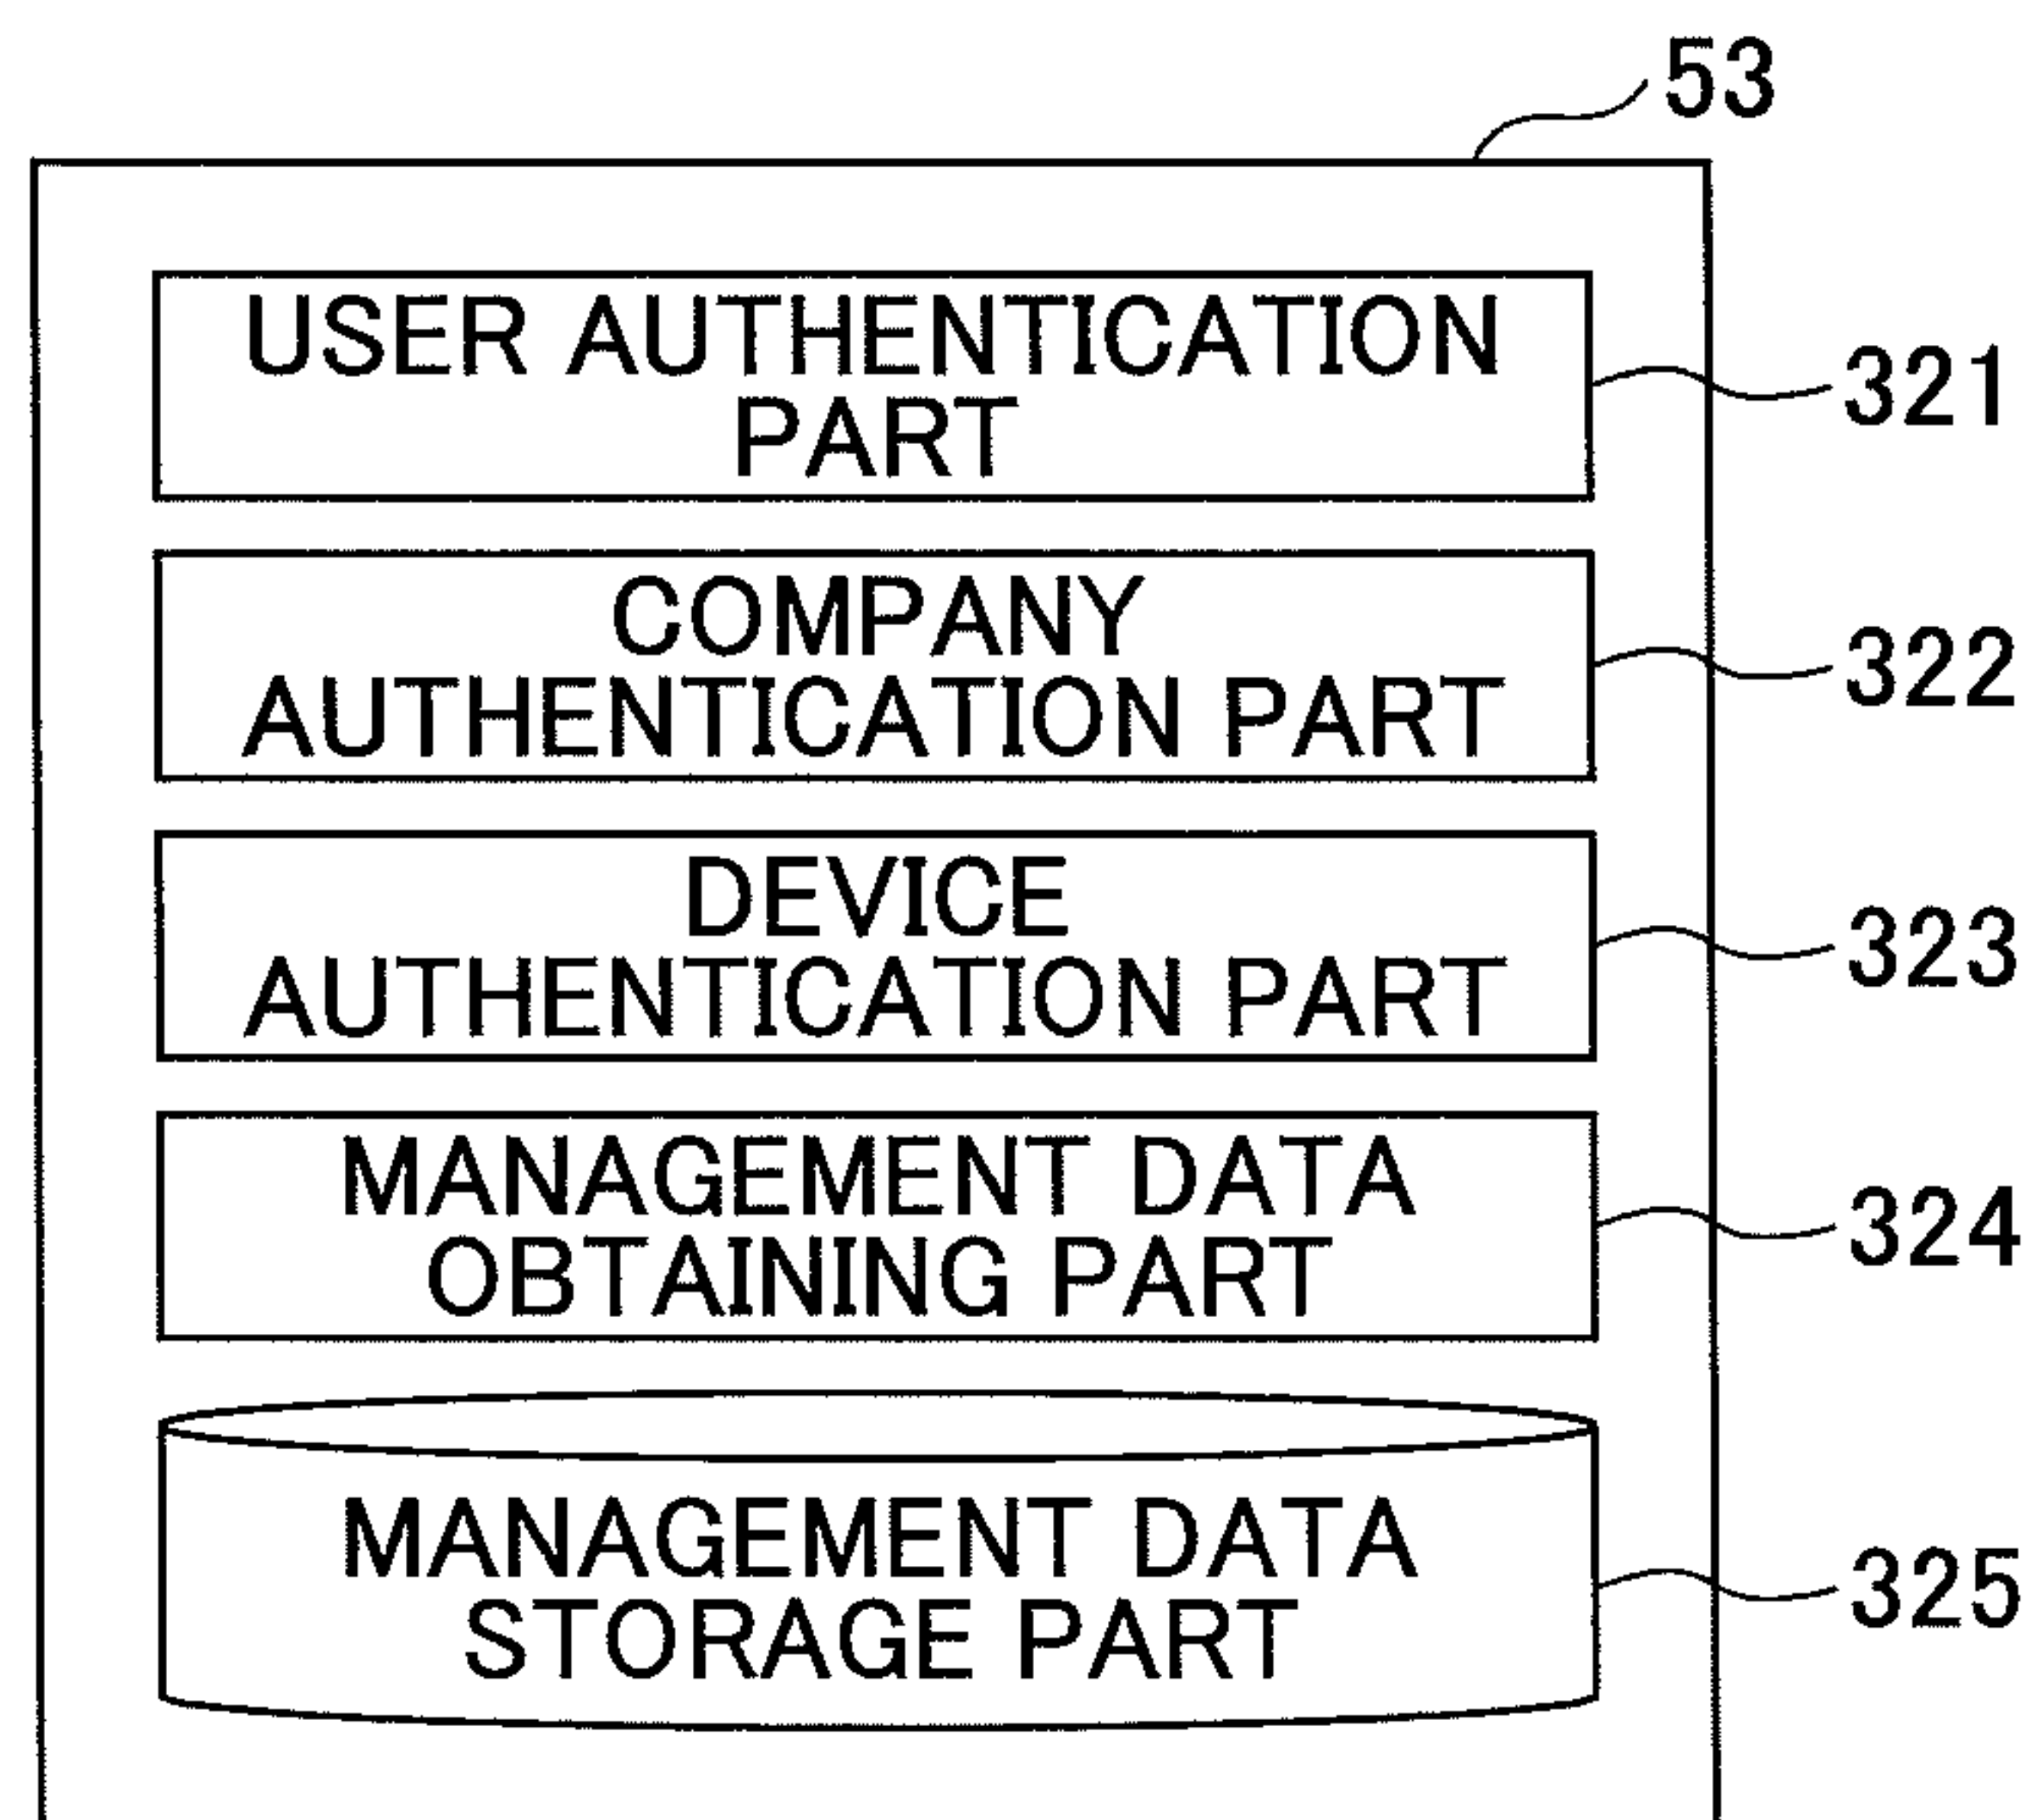 53
USER AUTHENTICATION
PART
321
COMPANY
AUTHENTICATION PART
322
DEVICE
AUTHENTICATION PART
323
MANAGEMENT DATA
OBTAINING PART
324
MANAGEMENT DATA
STORAGE PART
325